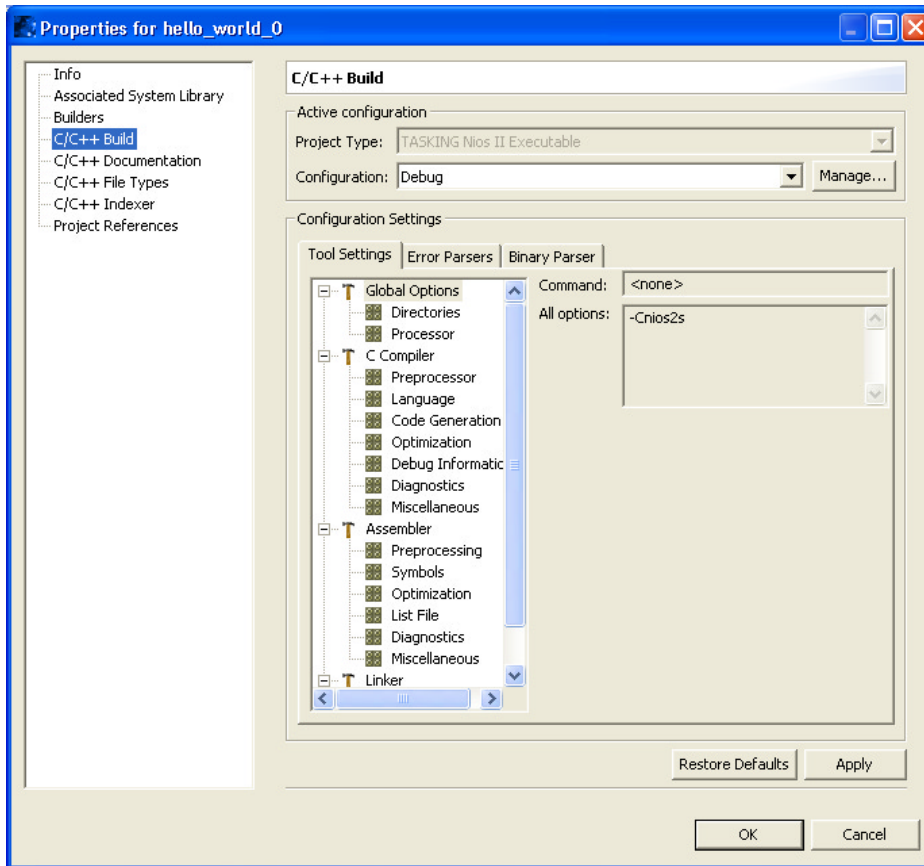 Properties for hello_world_0
Info
Associated System Library
Builders
C/C++ Build
C/C++ Documentation
C/C++ File Types
C/C++ Indexer
Project References
C/C++ Build
Active configuration
Project Type: TASKING Nios II Executable
Configuration: Debug Manage...
Configuration Settings
Tool Settings Error Parsers Binary Parser
Global Options
Directories
Processor
C Compiler
Preprocessor
Language
Code Generation
Optimization
Debug Informatic
Diagnostics
Miscellaneous
Assembler
Preprocessing
Symbols
Optimization
List File
Diagnostics
Miscellaneous
Linker
Command: <none>
All options: -Cnios2s
Restore Defaults Apply
OK Cancel